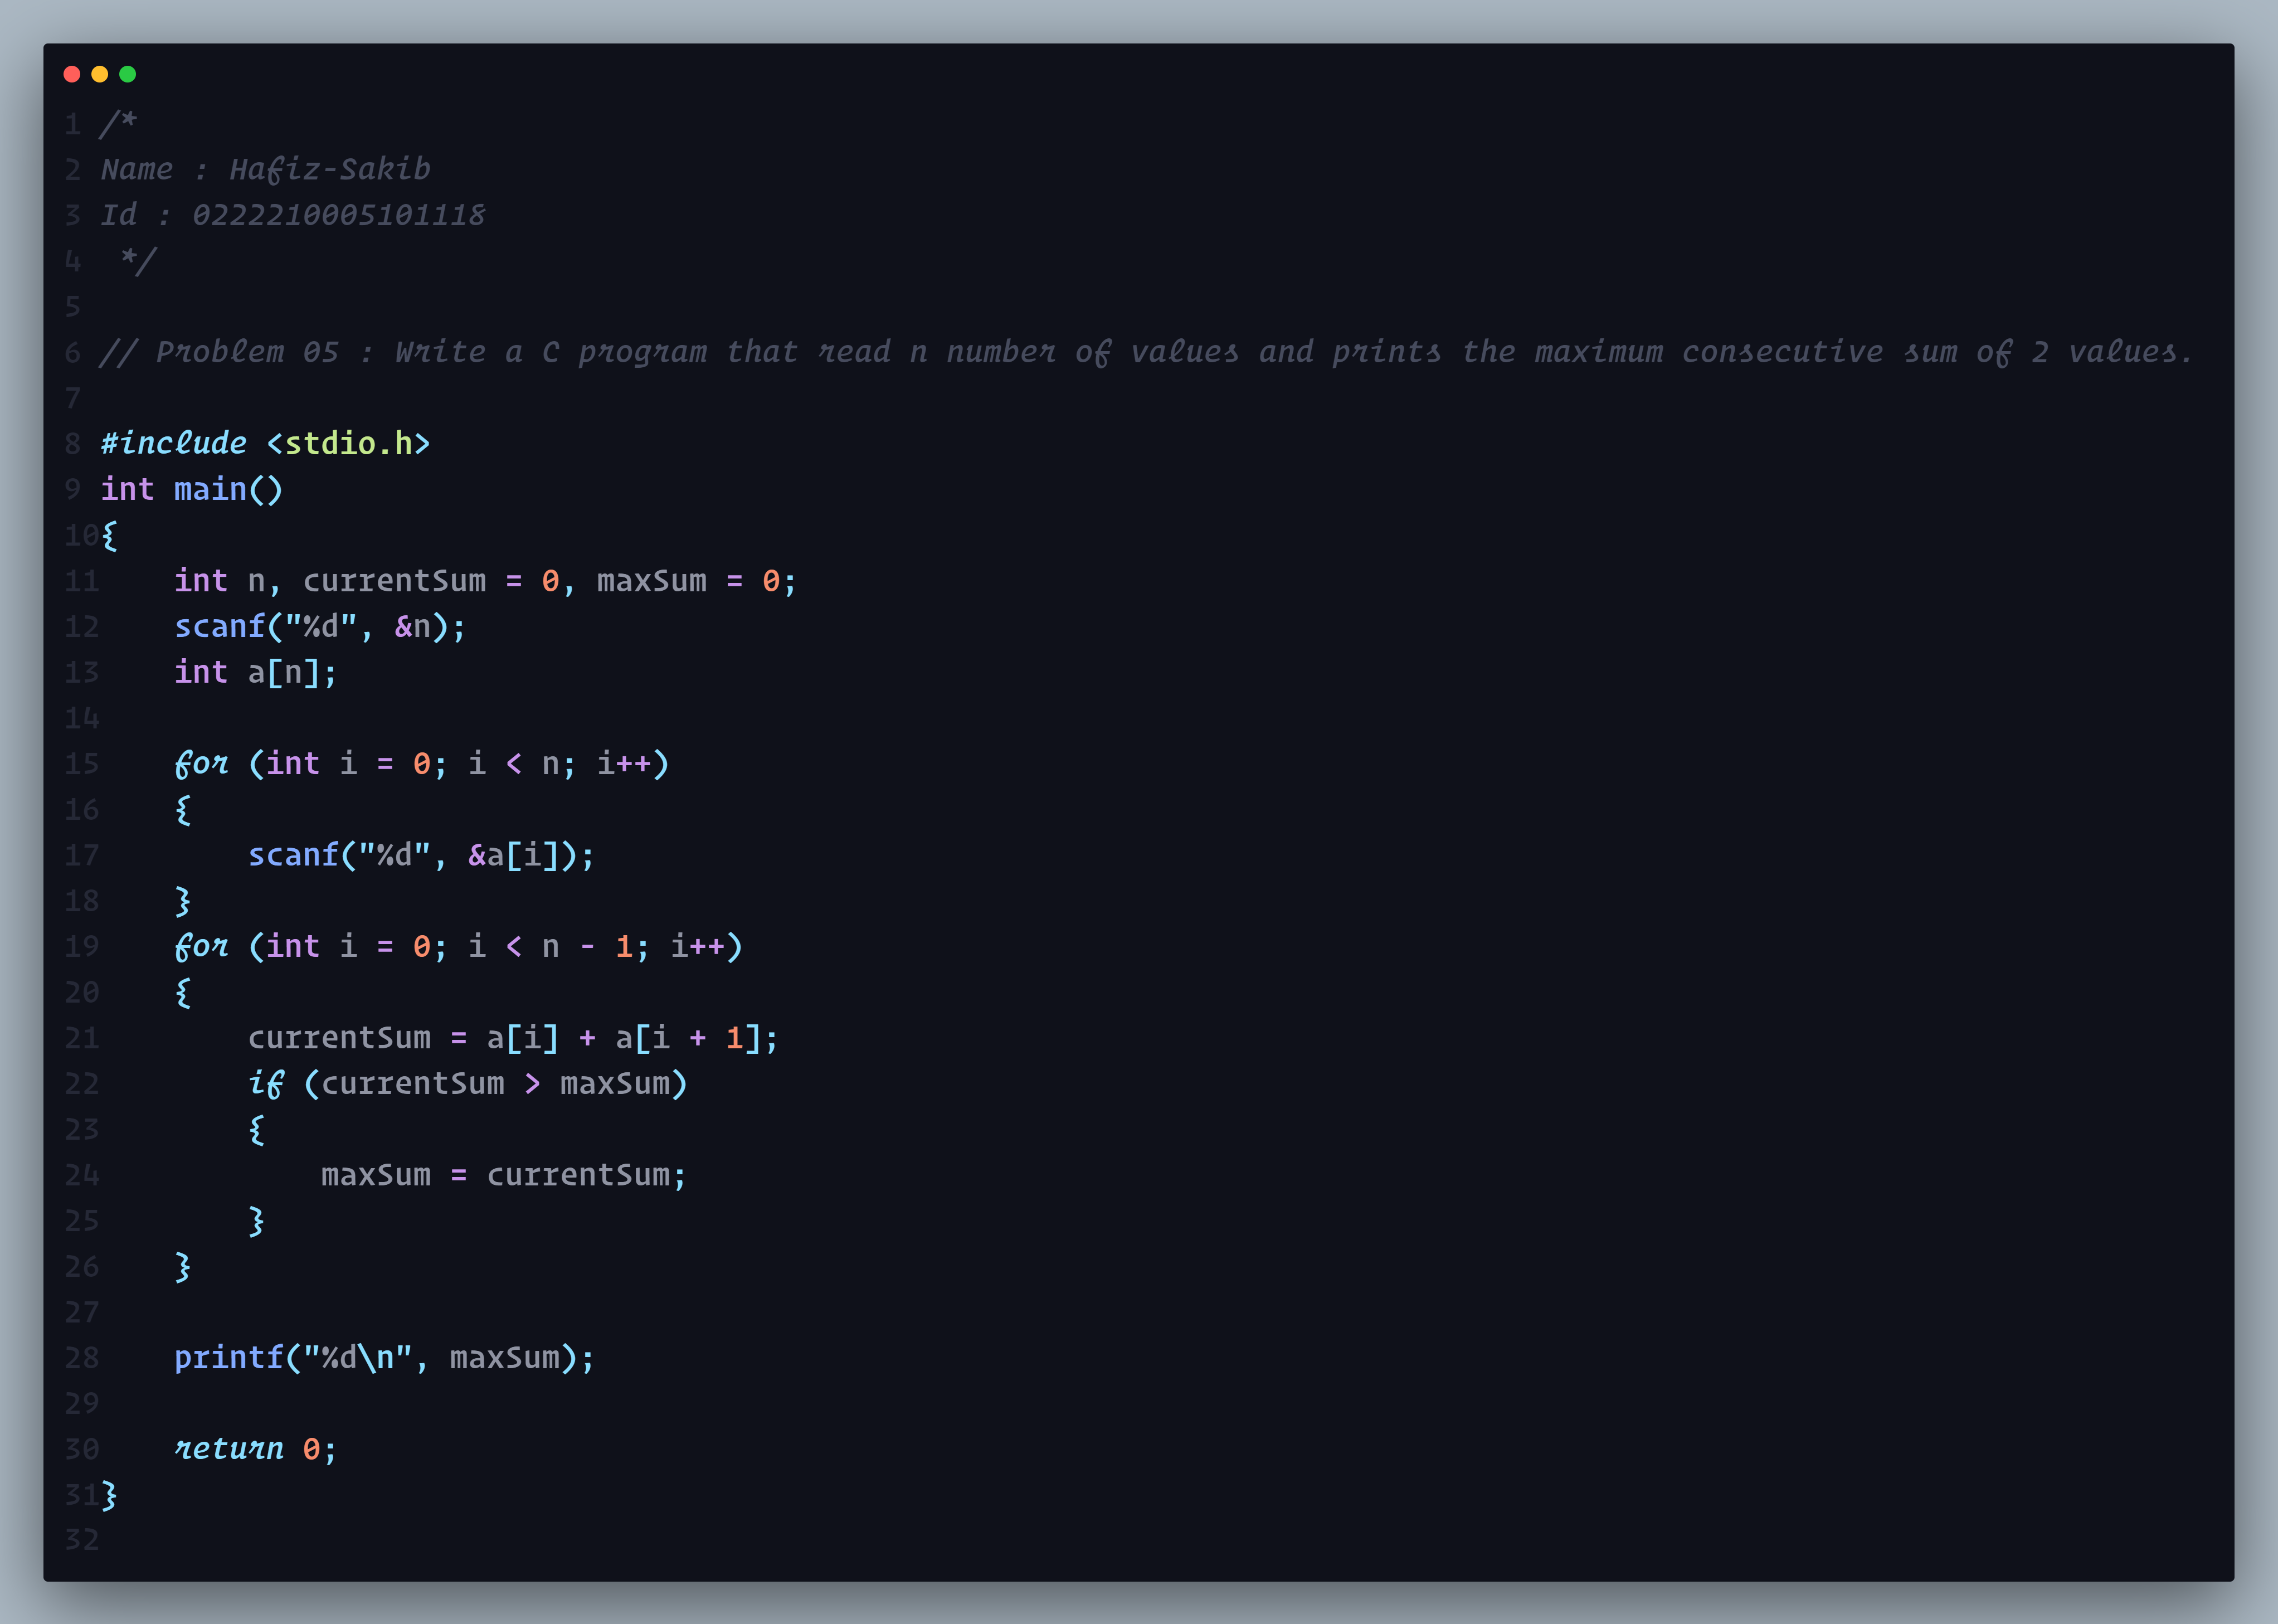 1 /*
2 Name : Hafiz-Sakib
3 Id : 0222210005101118
4  */
5
6 // Problem 05 : Write a C program that read n number of values and prints the maximum consecutive sum of 2 values.
7
8 #include <stdio.h>
9 int main()
10 {
11     int n, currentSum = 0, maxSum = 0;
12     scanf("%d", &n);
13     int a[n];
14
15     for (int i = 0; i < n; i++)
16     {
17         scanf("%d", &a[i]);
18     }
19     for (int i = 0; i < n - 1; i++)
20     {
21         currentSum = a[i] + a[i + 1];
22         if (currentSum > maxSum)
23         {
24             maxSum = currentSum;
25         }
26     }
27
28     printf("%d\n", maxSum);
29
30     return 0;
31 }
32